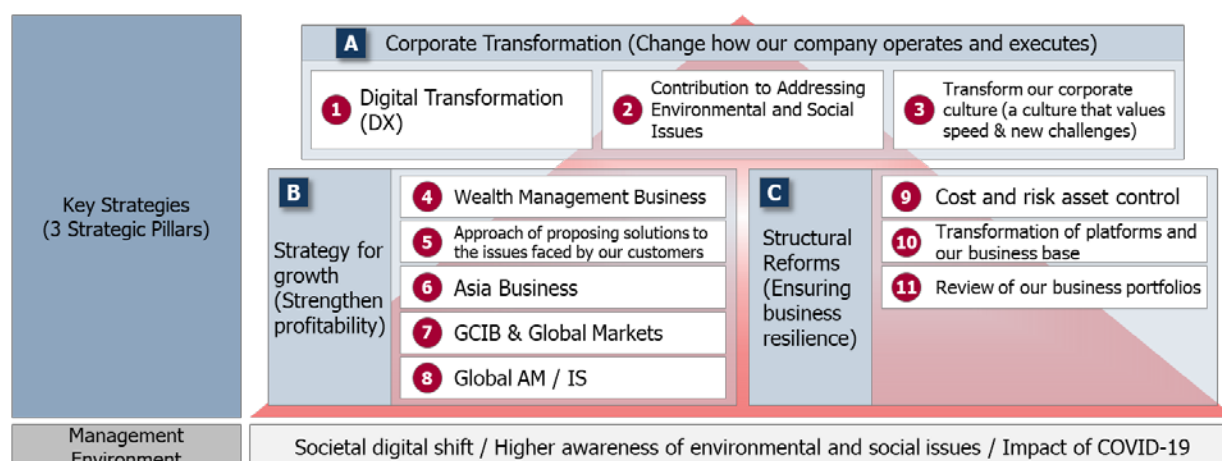 Key Strategies
(3 Strategic Pillars)
A Corporate Transformation (Change how our company operates and executes)
1 Digital Transformation
(DX)
2 Contribution to Addressing
Environmental and Social
Issues
3 Transform our corporate
culture (a culture that values
speed & new challenges)
B
Strategy for
growth
(Strengthen
profitability)
4 Wealth Management Business
5 Approach of proposing solutions to
the issues faced by our customers
6 Asia Business
7 GCIB & Global Markets
8 Global AM / IS
C
Structural
Reforms
(Ensuring
business
resilience)
9 Cost and risk asset control
10 Transformation of platforms and
our business base
11 Review of our business portfolios
Management
Environment
Societal digital shift / Higher awareness of environmental and social issues / Impact of COVID-19